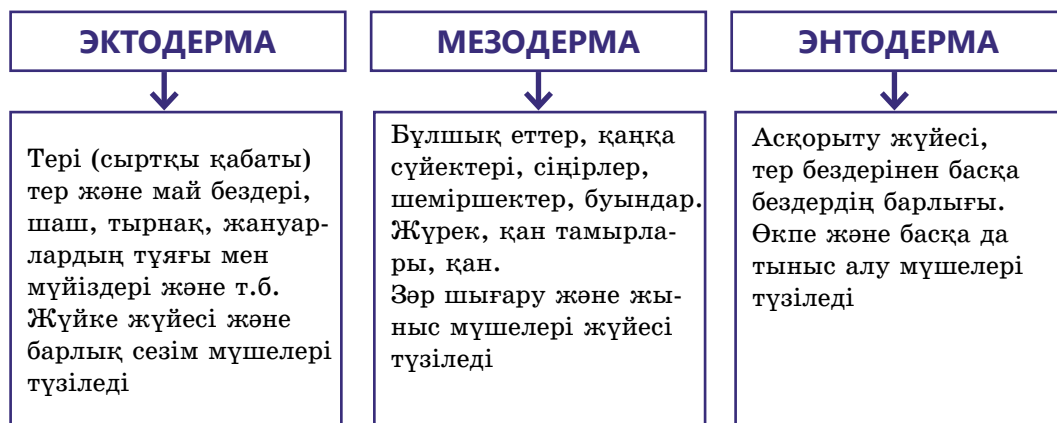 ЭКТОДЕРМА
Тері (сыртқы қабаты)
тер және май бездері,
шаш, тырнақ, жануар-
лардың тұяғы мен
мүйіздері және т.б.
Жүйке жүйесі және
барлық сезім мүшелері
түзіледі
МЕЗОДЕРМА
Бұлшық еттер, қаңқа
сүйектері, сіңірлер,
шеміршектер, буындар.
Жүрек, қан тамырла-
ры, қан.
Зәр шығару және жы-
ныс мүшелері жүйесі
түзіледі
ЭНТОДЕРМА
Асқорыту жүйесі,
тер бездерінен басқа
бездердің барлығы.
Өкпе және басқа да
тыныс алу мүшелері
түзіледі